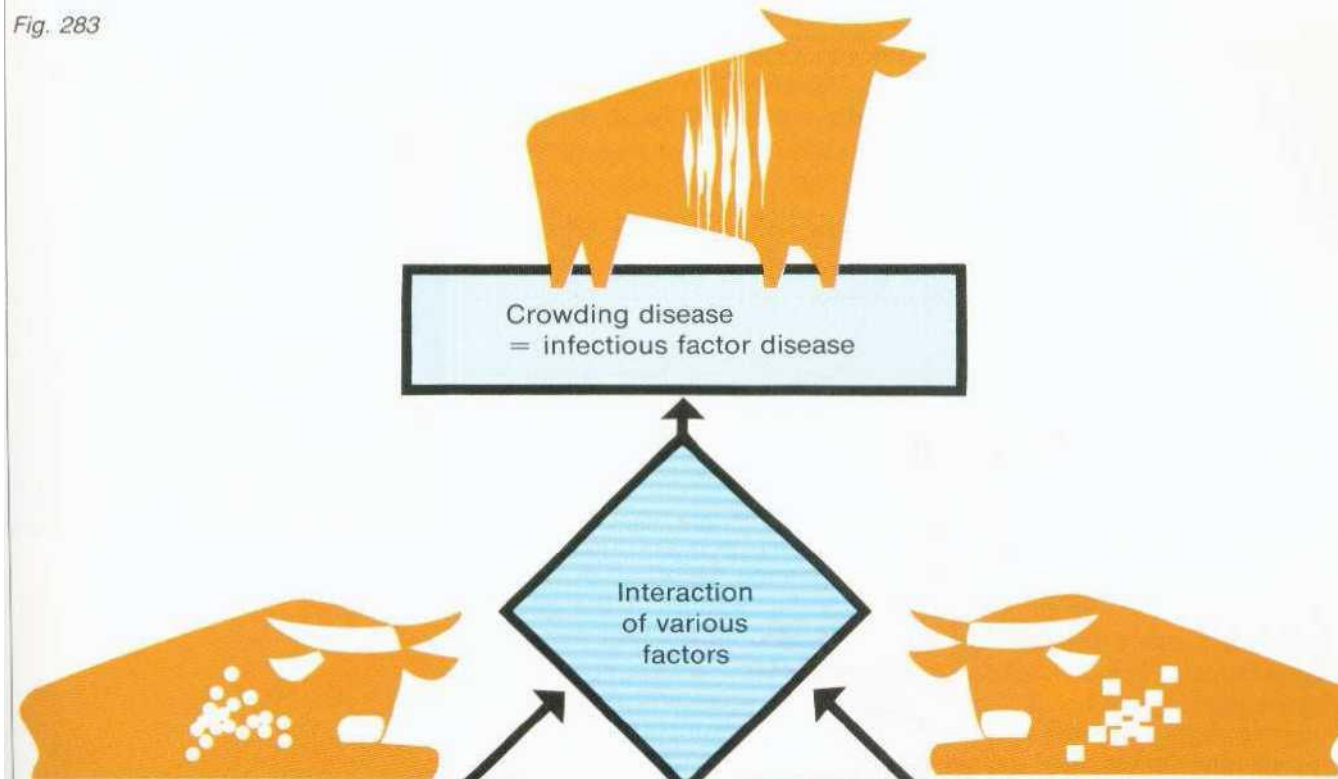 Fig. 283
Crowding disease
= infectious factor disease
Interaction
of various
factors